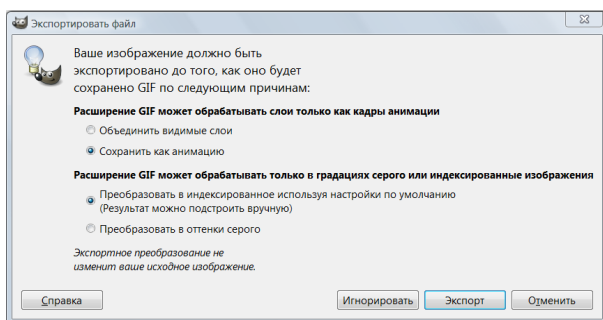 Экспортировать файл
Ваше изображение должно быть
экспортировано до того, как оно будет
сохранено GIF по следующим причинам:
Расширение GIF может обрабатывать слои только как кадры анимации
Объединить видимые слои
Сохранить как анимацию
Расширение GIF может обрабатывать только в градациях серого или индексированные изображения
Преобразовать в индексированное используя настройки по умолчанию
(Результат можно подстроить вручную)
Преобразовать в оттенки серого
Экспортное преобразование не
изменит ваше исходное изображение.
Справка Игнорировать Экспорт Отменить